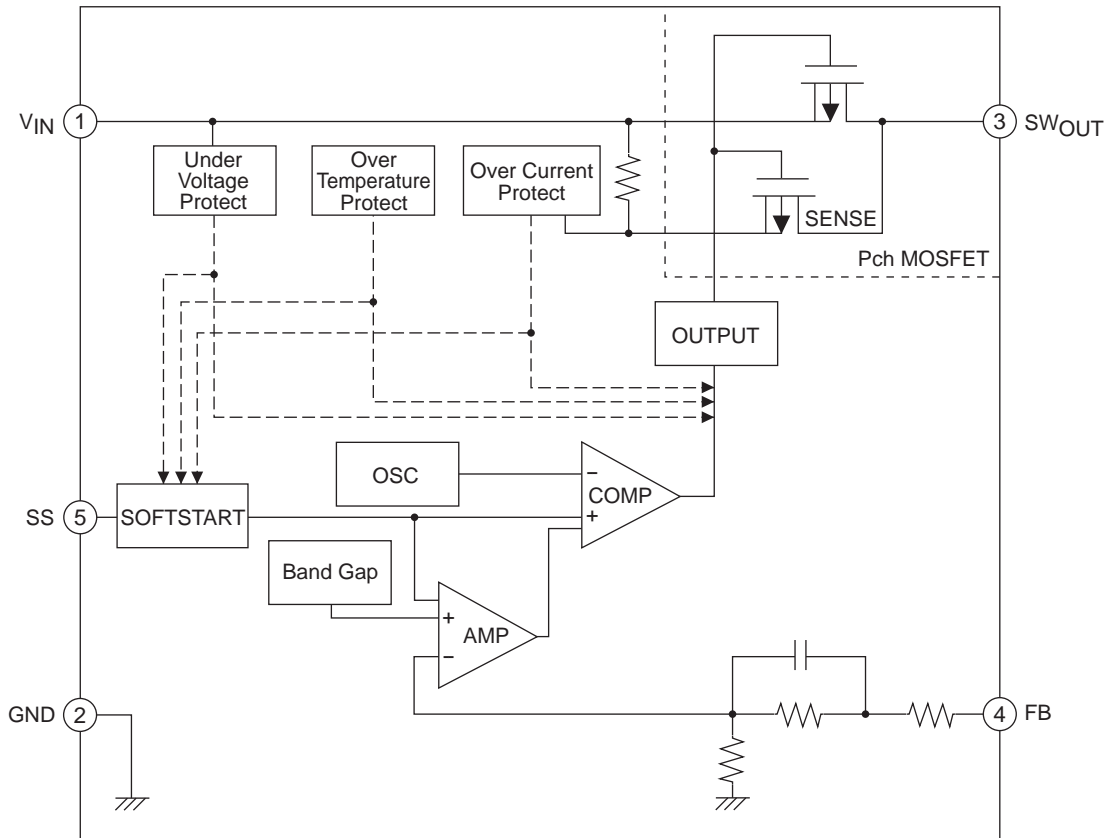 VIN 1
3 SWOUT
Under
Voltage
Protect
Over
Temperature
Protect
Over Current
Protect
SENSE
Pch MOSFET
OUTPUT
OSC
−
COMP
+
SS 5
SOFTSTART
Band Gap
+
AMP
−
GND 2
4 FB